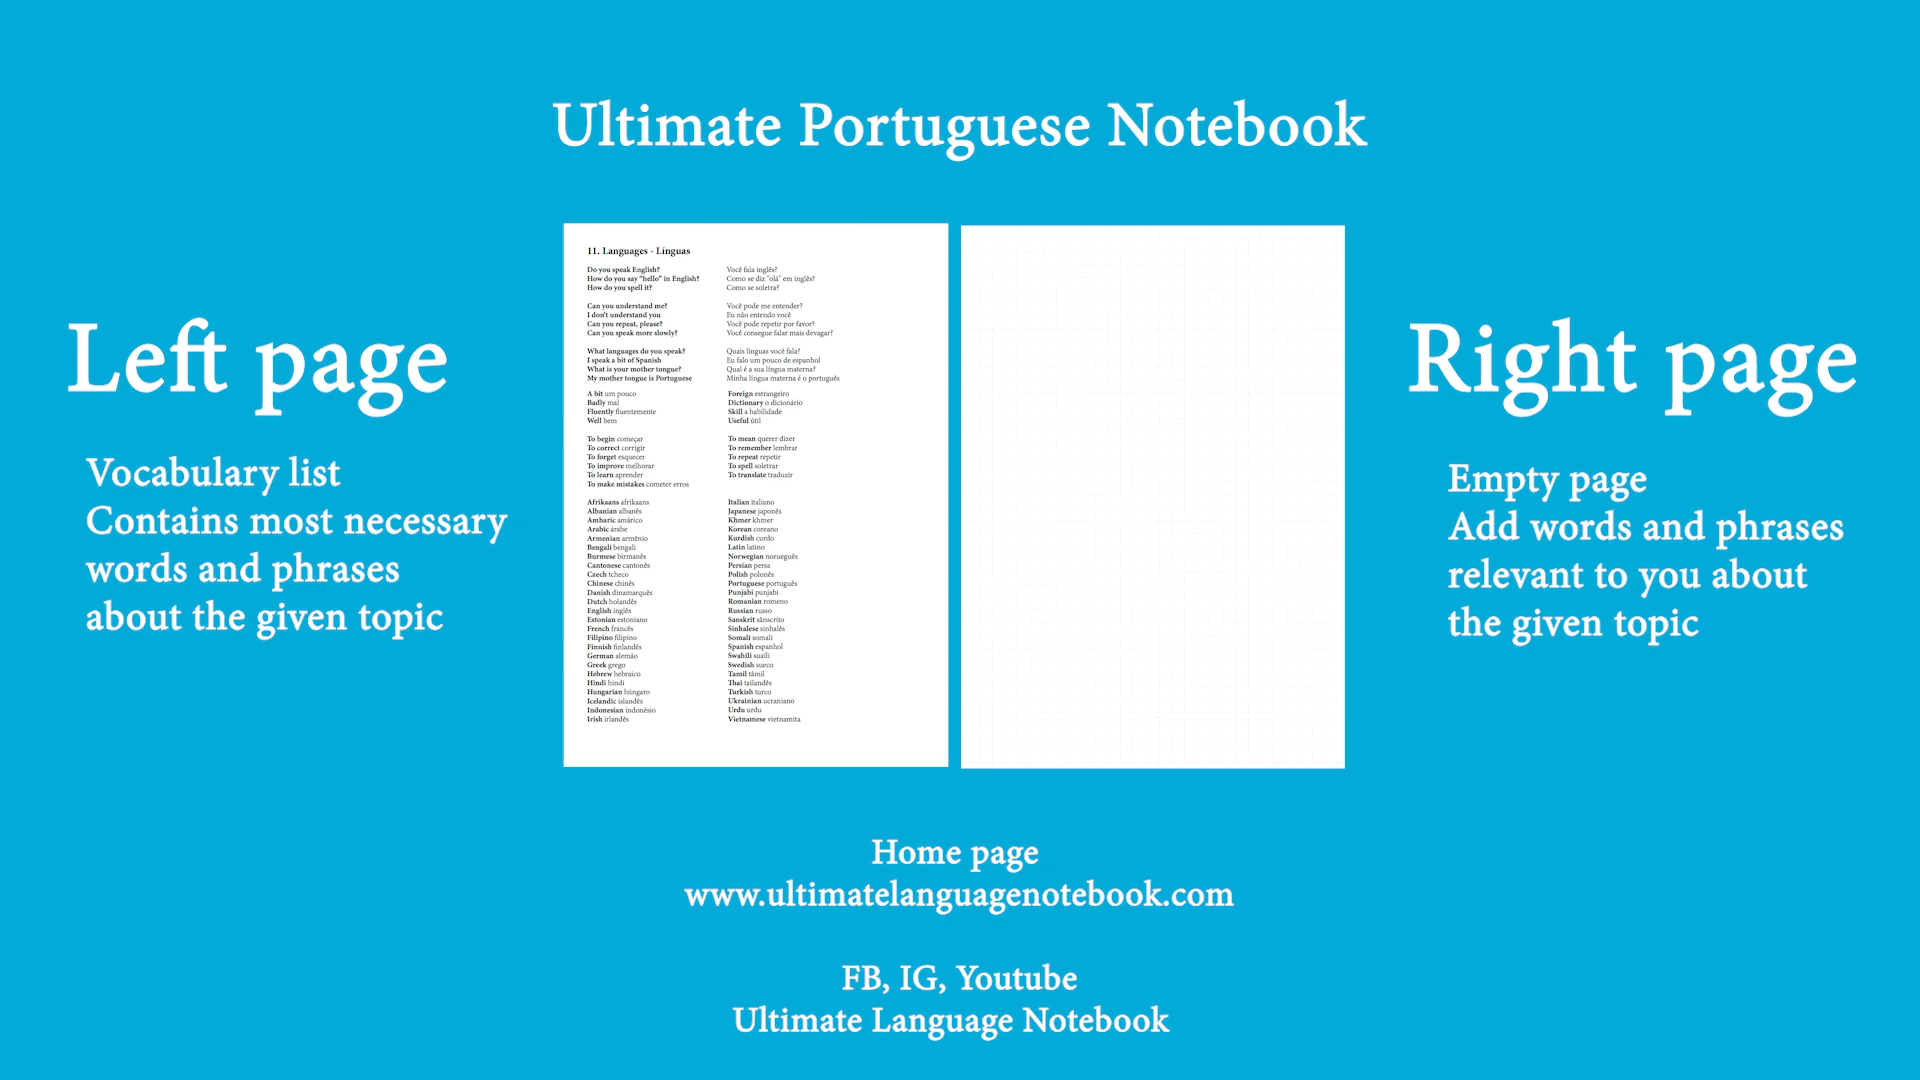 Ultimate Portuguese Notebook
Left page
Vocabulary list
Contains most necessary
words and phrases
about the given topic
11. Languages - Línguas
Do you speak English? Você fala inglês?
How do you say "hello" in English? Como se diz "olá" em inglês?
How do you spell it? Como se soletra?
Can you understand me? Você pode me entender?
I don't understand you Eu não entendo você
Can you repeat, please? Você pode repetir por favor?
Can you speak more slowly? Você consegue falar mais devagar?
What languages do you speak? Quais línguas você fala?
I speak a bit of Spanish Eu falo um pouco de espanhol
What is your mother tongue? Qual é a sua língua materna?
My mother tongue is Portuguese Minha língua materna é o português
A bit um pouco
Badly mal
Fluently fluentemente
Well bem
Foreign estrangeiro
Dictionary o dicionário
Skill a habilidade
Useful útil
To begin começar
To correct corrigir
To forget esquecer
To improve melhorar
To learn aprender
To make mistakes cometer erros
To mean querer dizer
To remember lembrar
To repeat repetir
To spell soletrar
To translate traduzir
Afrikaans afrikaans
Albanian albanês
Amharic amárico
Arabic árabe
Armenian armênio
Bengali bengali
Burmese birmanês
Cantonese cantonês
Czech tcheco
Chinese chinês
Danish dinamarquês
Dutch holandês
English inglês
Estonian estoniano
French francês
Filipino filipino
Finnish finlandês
German alemão
Greek grego
Hebrew hebraico
Hindi hindi
Hungarian húngaro
Icelandic islandês
Indonesian indonésio
Irish irlandês
Italian italiano
Japanese japonês
Khmer khmer
Korean coreano
Kurdish curdo
Latin latino
Norwegian norueguês
Persian persa
Polish polonês
Portuguese português
Punjabi punjabi
Romanian romeno
Russian russo
Sanskrit sânscrito
Sinhalese sinhalês
Somali somali
Spanish espanhol
Swahili suaíli
Swedish sueco
Tamil tâmil
Thai tailandês
Turkish turco
Ukrainian ucraniano
Urdu urdu
Vietnamese vietnamita
Right page
Empty page
Add words and phrases
relevant to you about
the given topic
Home page
www.ultimatelanguagenotebook.com
FB, IG, Youtube
Ultimate Language Notebook